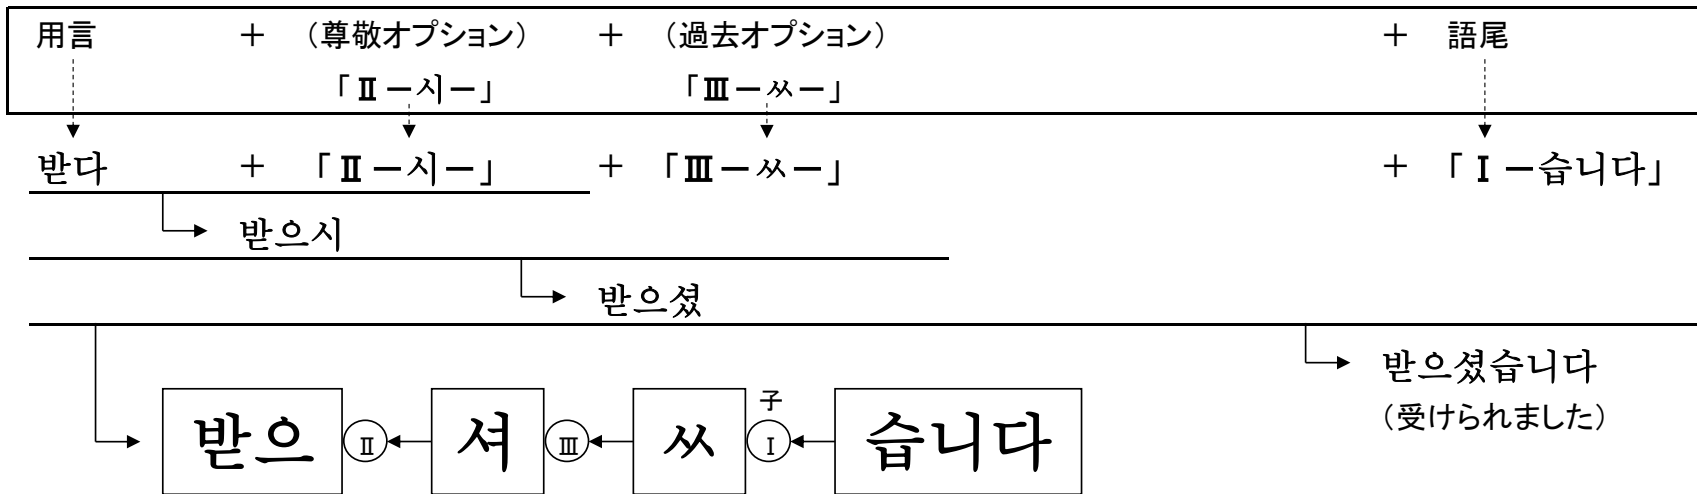 用言 ＋ （尊敬オプション） ＋ （過去オプション） ＋ 語尾
「Ⅱ－시－」 「Ⅲ－ㅆ－」
받다 ＋ 「Ⅱ－시－」 ＋ 「Ⅲ－ㅆ－」 ＋ 「Ⅰ－습니다」
받으시
받으셨
받으셨습니다
（受けられました）
子
받으 Ⅱ 셔 Ⅲ ㅆ Ⅰ 습니다